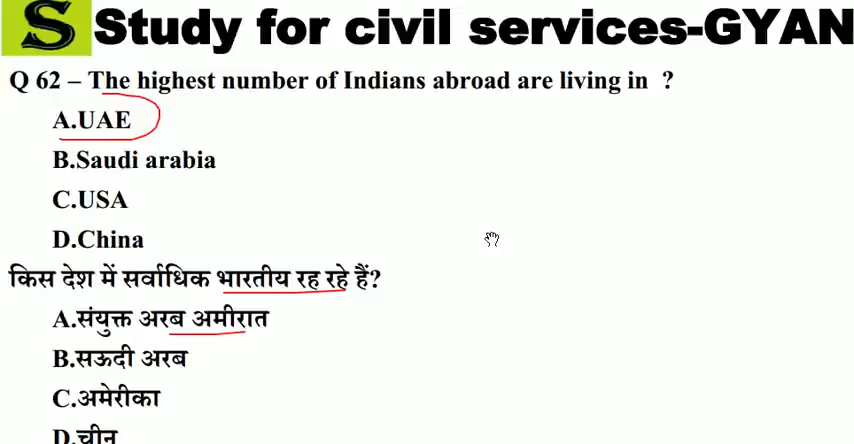 S Study for civil services-GYAN
Q 62 – The highest number of Indians abroad are living in ?
A.UAE
B.Saudi arabia
C.USA
D.China
किस देश में सर्वाधिक भारतीय रह रहे हैं?
A.संयुक्त अरब अमीरात
B.सऊदी अरब
C.अमेरीका
D.चीन